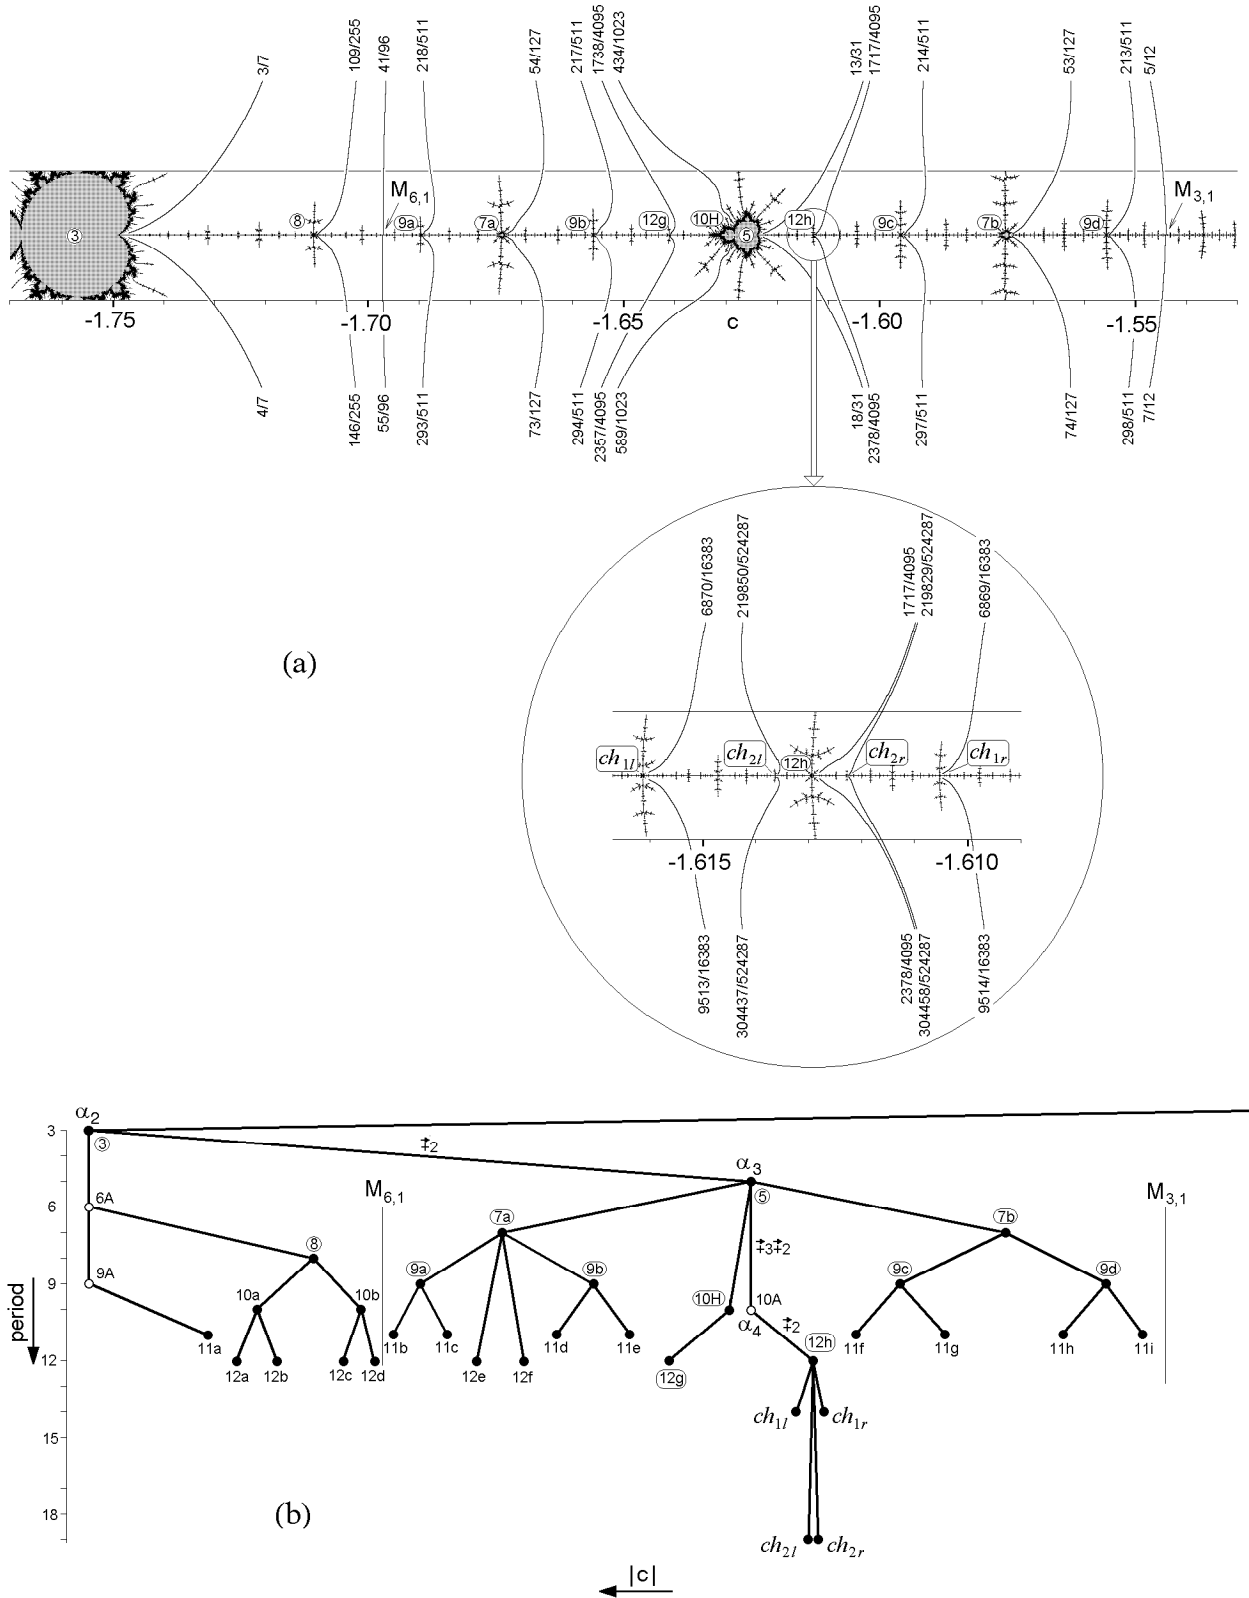 3/7
109/255
41/96
218/511
54/127
217/511
1738/4095
434/1023
13/31
1717/4095
214/511
53/127
213/511
5/12
M6,1
M3,1
3
8
9a
7a
9b
12g
10H
5
12h
9c
7b
9d
-1.75
-1.70
-1.65
c
-1.60
-1.55
4/7
146/255
55/96
293/511
73/127
294/511
2357/4095
589/1023
18/31
2378/4095
297/511
74/127
298/511
7/12
6870/16383
219850/524287
1717/4095
219829/524287
6869/16383
(a)
ch1l
ch2l
12h
ch2r
ch1r
-1.615
-1.610
9513/16383
304437/524287
2378/4095
304458/524287
9514/16383
α2
3
3
∓⃗2
α3
5
M6,1
M3,1
6
6A
7a
7b
8
∓⃗3∓⃗2
9
9A
9a
9b
9c
9d
10a
10b
10H
10A
α4
∓⃗2
period
11a
11b
11c
11d
11e
11f
11g
11h
11i
12
12a
12b
12c
12d
12e
12f
12g
12h
ch1l
ch1r
15
18
(b)
ch2l
ch2r
|c|